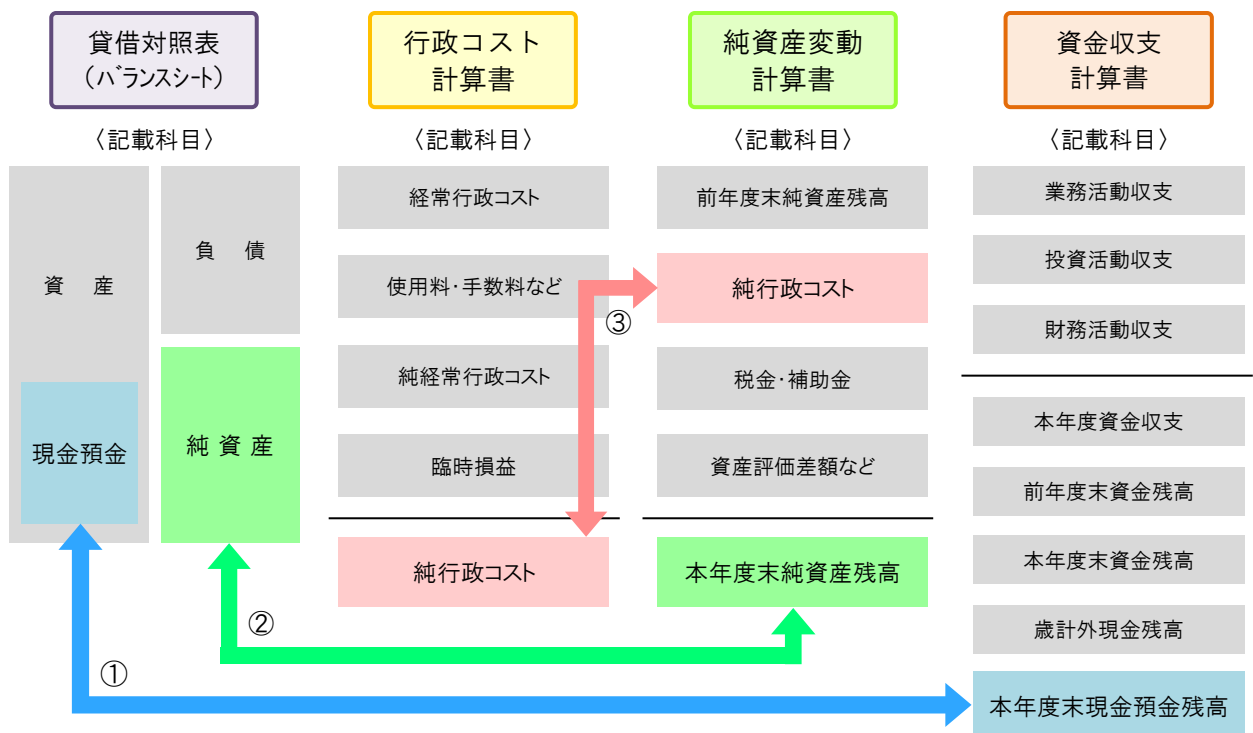 貸借対照表
（バランスシート）
行政コスト
計算書
純資産変動
計算書
資金収支
計算書
〈記載科目〉
〈記載科目〉
〈記載科目〉
〈記載科目〉
資　産
現金預金
負　債
純資産
経常行政コスト
使用料・手数料など
純経常行政コスト
臨時損益
純行政コスト
前年度末純資産残高
純行政コスト
税金・補助金
資産評価差額など
本年度末純資産残高
業務活動収支
投資活動収支
財務活動収支
本年度資金収支
前年度末資金残高
本年度末資金残高
歳計外現金残高
本年度末現金預金残高
③
②
①